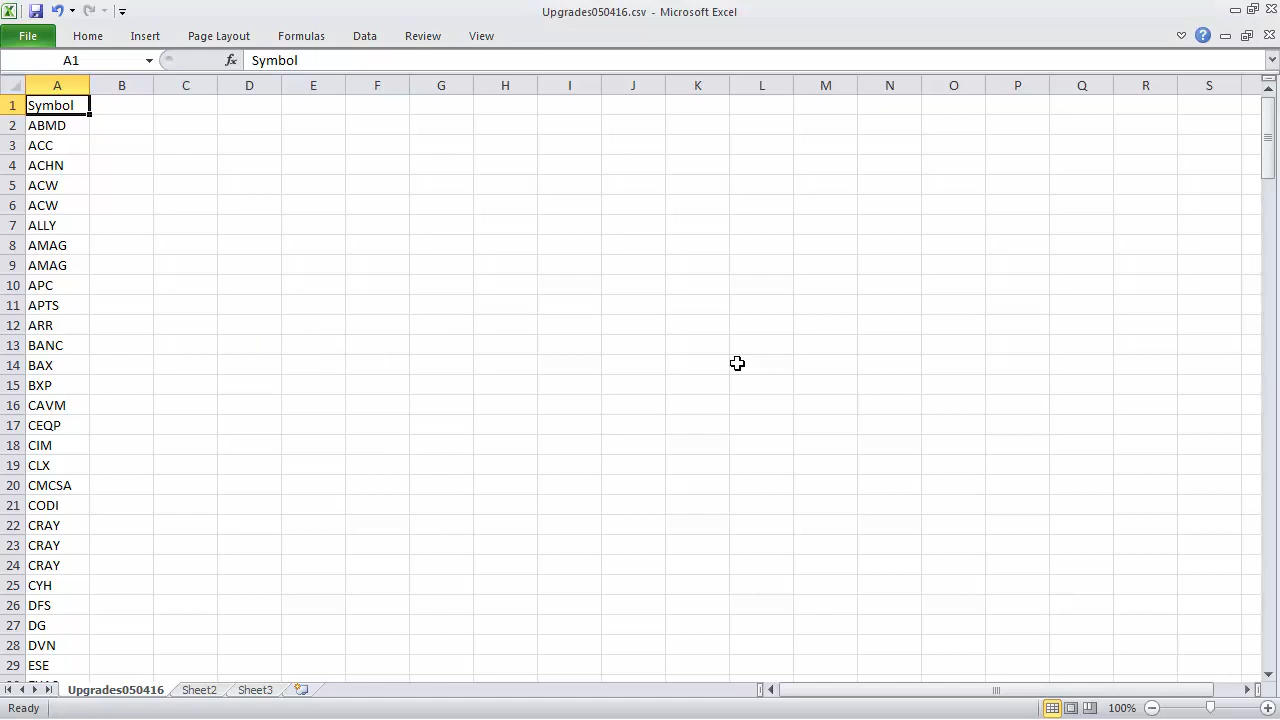 Upgrades050416.csv - Microsoft Excel
File Home Insert Page Layout Formulas Data Review View
A1 fx Symbol
A B C D E F G H I J K L M N O P Q R S
1 Symbol
2 ABMD
3 ACC
4 ACHN
5 ACW
6 ACW
7 ALLY
8 AMAG
9 AMAG
10 APC
11 APTS
12 ARR
13 BANC
14 BAX
15 BXP
16 CAVM
17 CEQP
18 CIM
19 CLX
20 CMCSA
21 CODI
22 CRAY
23 CRAY
24 CRAY
25 CYH
26 DFS
27 DG
28 DVN
29 ESE
Upgrades050416 Sheet2 Sheet3
Ready 100%